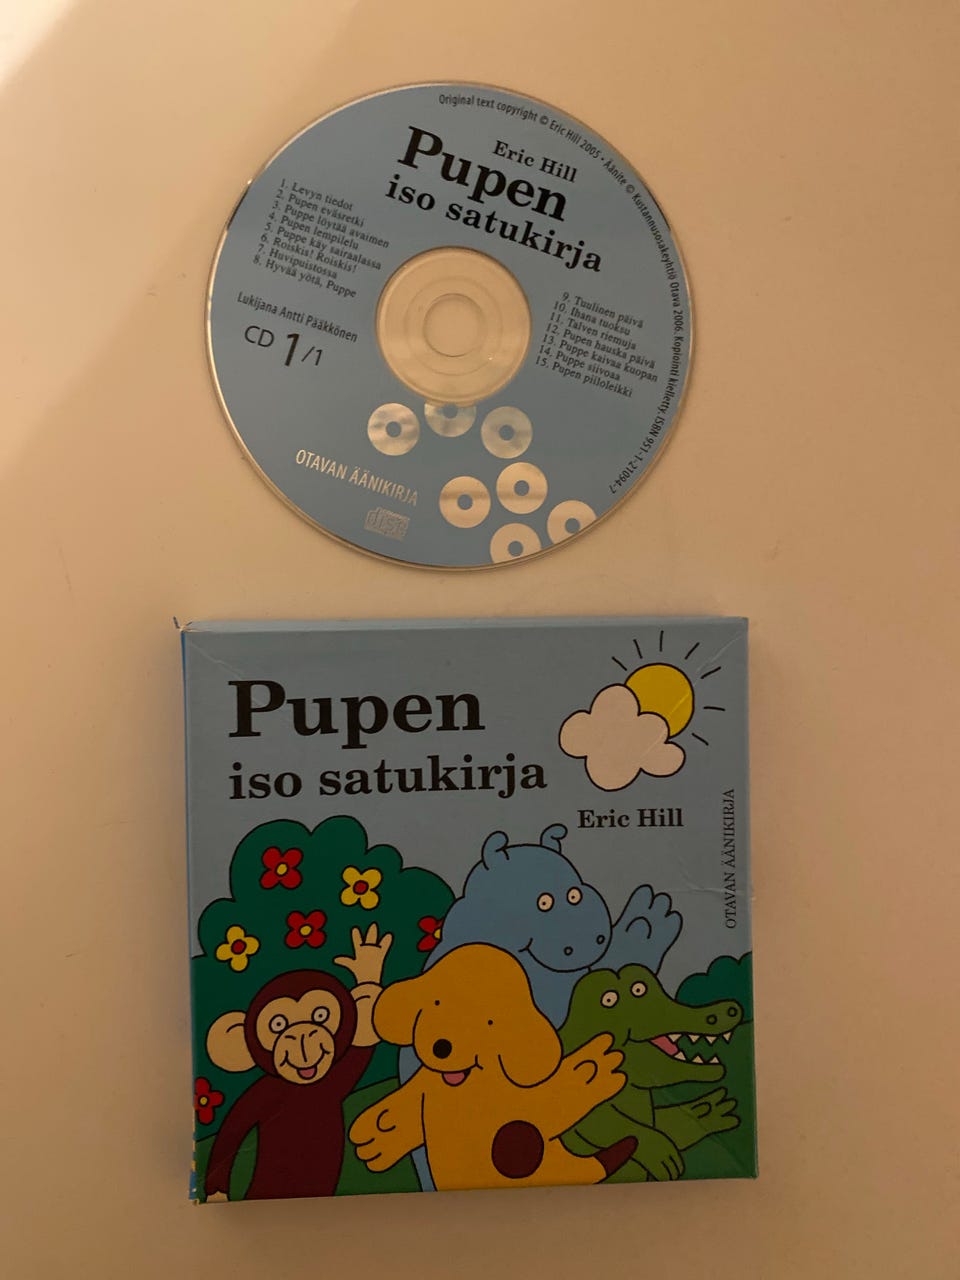 Original text copyright © Eric Hill 2005 • Äänite © Kustannusosakeyhtiö Otava 2006. Kopiointi kielletty. ISBN 951-1-21094-7
Eric Hill
Pupen
iso satukirja
1. Levyn tiedot
2. Pupen eväsretki
3. Puppe löytää avaimen
4. Pupen lempilelu
5. Puppe käy sairaalassa
6. Roiskis! Roiskis!
7. Huvipuistossa
8. Hyvää yötä, Puppe
Lukijana Antti Pääkkönen
CD 1/1
9. Tuulinen päivä
10. Ihana tuoksu
11. Talven riemuja
12. Pupen hauska päivä
13. Puppe kaivaa kuopan
14. Puppe siivoaa
15. Pupen piiloleikki
OTAVAN ÄÄNIKIRJA
disc
Pupen
iso satukirja
Eric Hill
OTAVAN ÄÄNIKIRJA